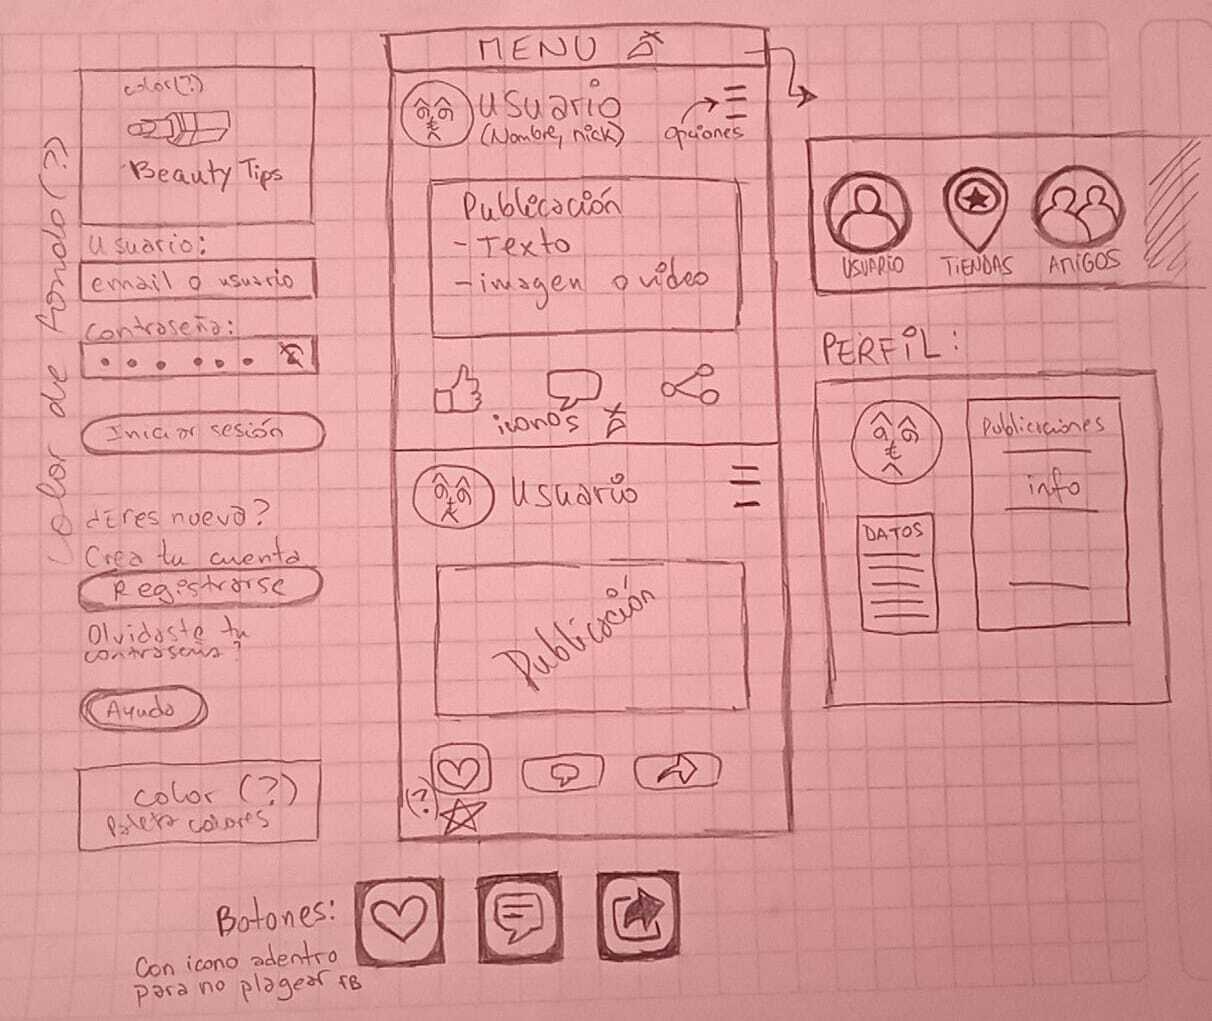 color de fondo(?)
color(?)
Beauty Tips
Usuario:
email o usuario
contraseña:
Iniciar sesión
¿Eres nuevo?
Crea tu cuenta
Registrarse
Olvidaste tu
contraseña?
Ayuda
color (?)
Paleta colores
MENU
usuario
(Nombre, nick)
opciones
Publicación
- Texto
- imagen o video
iconos
Usuario
Publicación
(?)
USUARIO
TIENDAS
AMIGOS
PERFIL:
Publicaciones
info
DATOS
Botones:
Con icono adentro
para no plagear FB